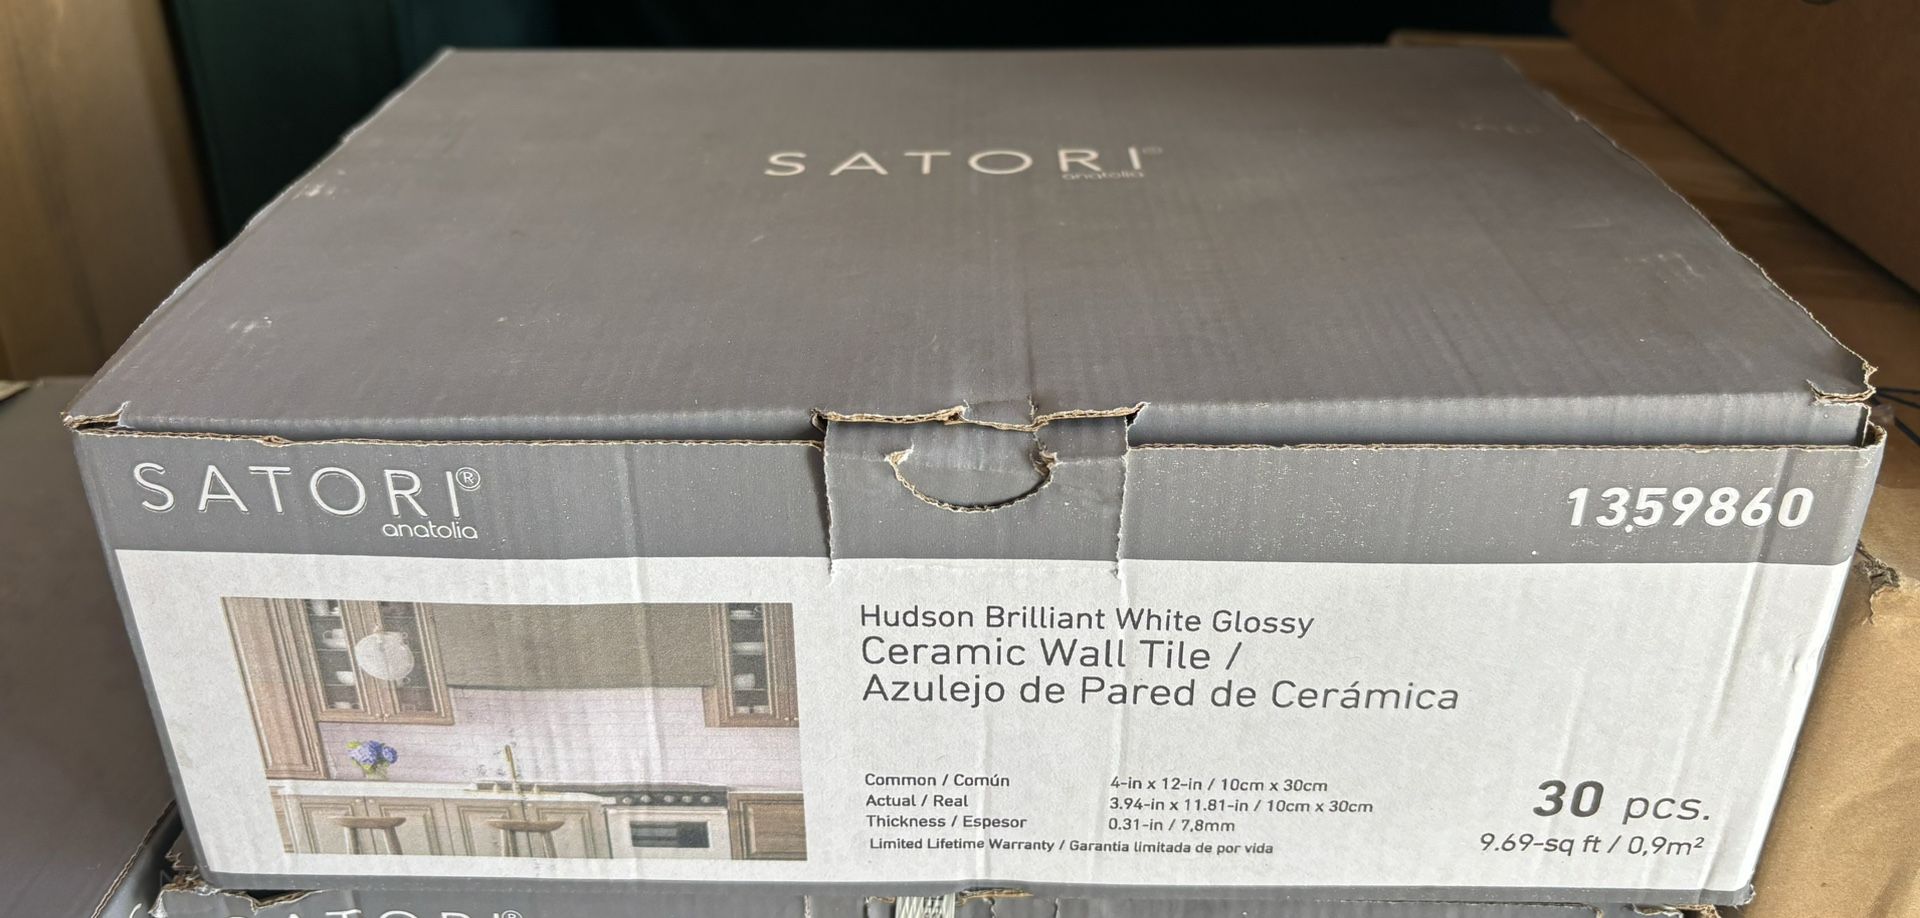 SATORI®
anatolia
SATORI®
anatolia
1359860
Hudson Brilliant White Glossy
Ceramic Wall Tile /
Azulejo de Pared de Cerámica
Common / Común 4-in x 12-in / 10cm x 30cm
Actual / Real 3.94-in x 11.81-in / 10cm x 30cm
Thickness / Espesor 0.31-in / 7,8mm
Limited Lifetime Warranty / Garantia limitada de por vida
30 pcs.
9.69-sq ft / 0,9m²
SATORI®